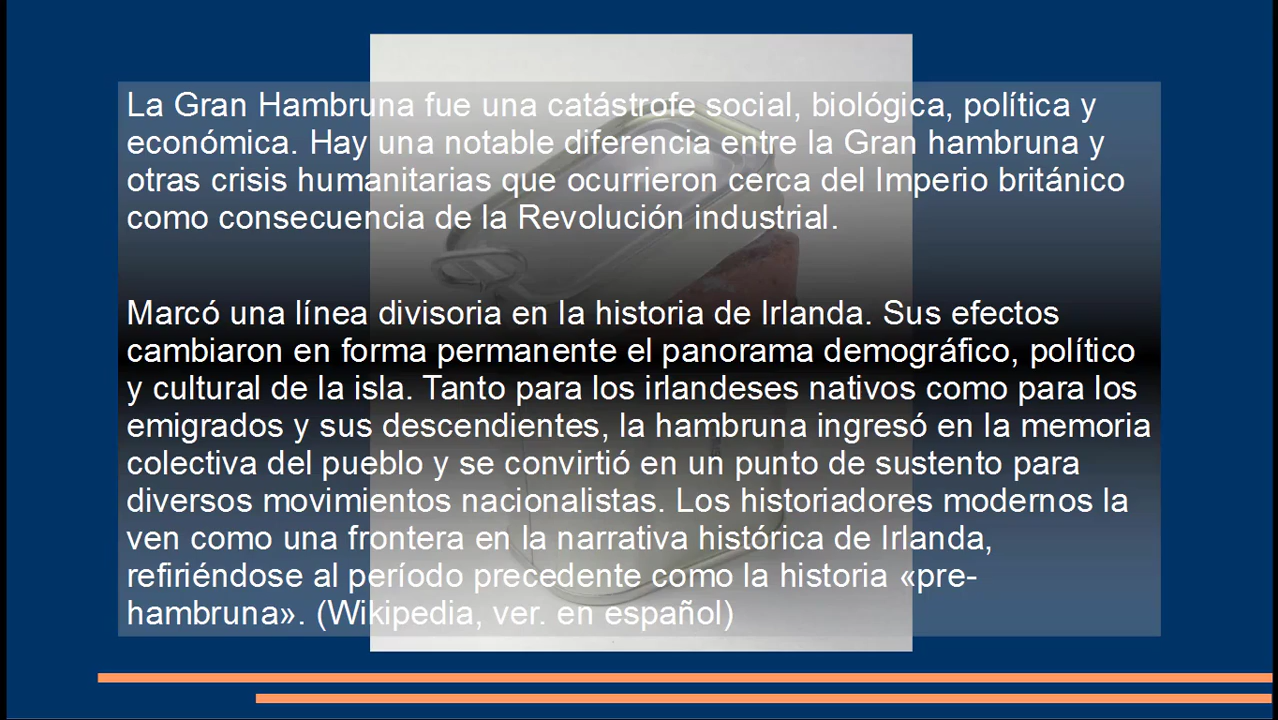 La Gran Hambruna fue una catástrofe social, biológica, política y
económica. Hay una notable diferencia entre la Gran hambruna y
otras crisis humanitarias que ocurrieron cerca del Imperio británico
como consecuencia de la Revolución industrial.
Marcó una línea divisoria en la historia de Irlanda. Sus efectos
cambiaron en forma permanente el panorama demográfico, político
y cultural de la isla. Tanto para los irlandeses nativos como para los
emigrados y sus descendientes, la hambruna ingresó en la memoria
colectiva del pueblo y se convirtió en un punto de sustento para
diversos movimientos nacionalistas. Los historiadores modernos la
ven como una frontera en la narrativa histórica de Irlanda,
refiriéndose al período precedente como la historia «pre-
hambruna». (Wikipedia, ver. en español)